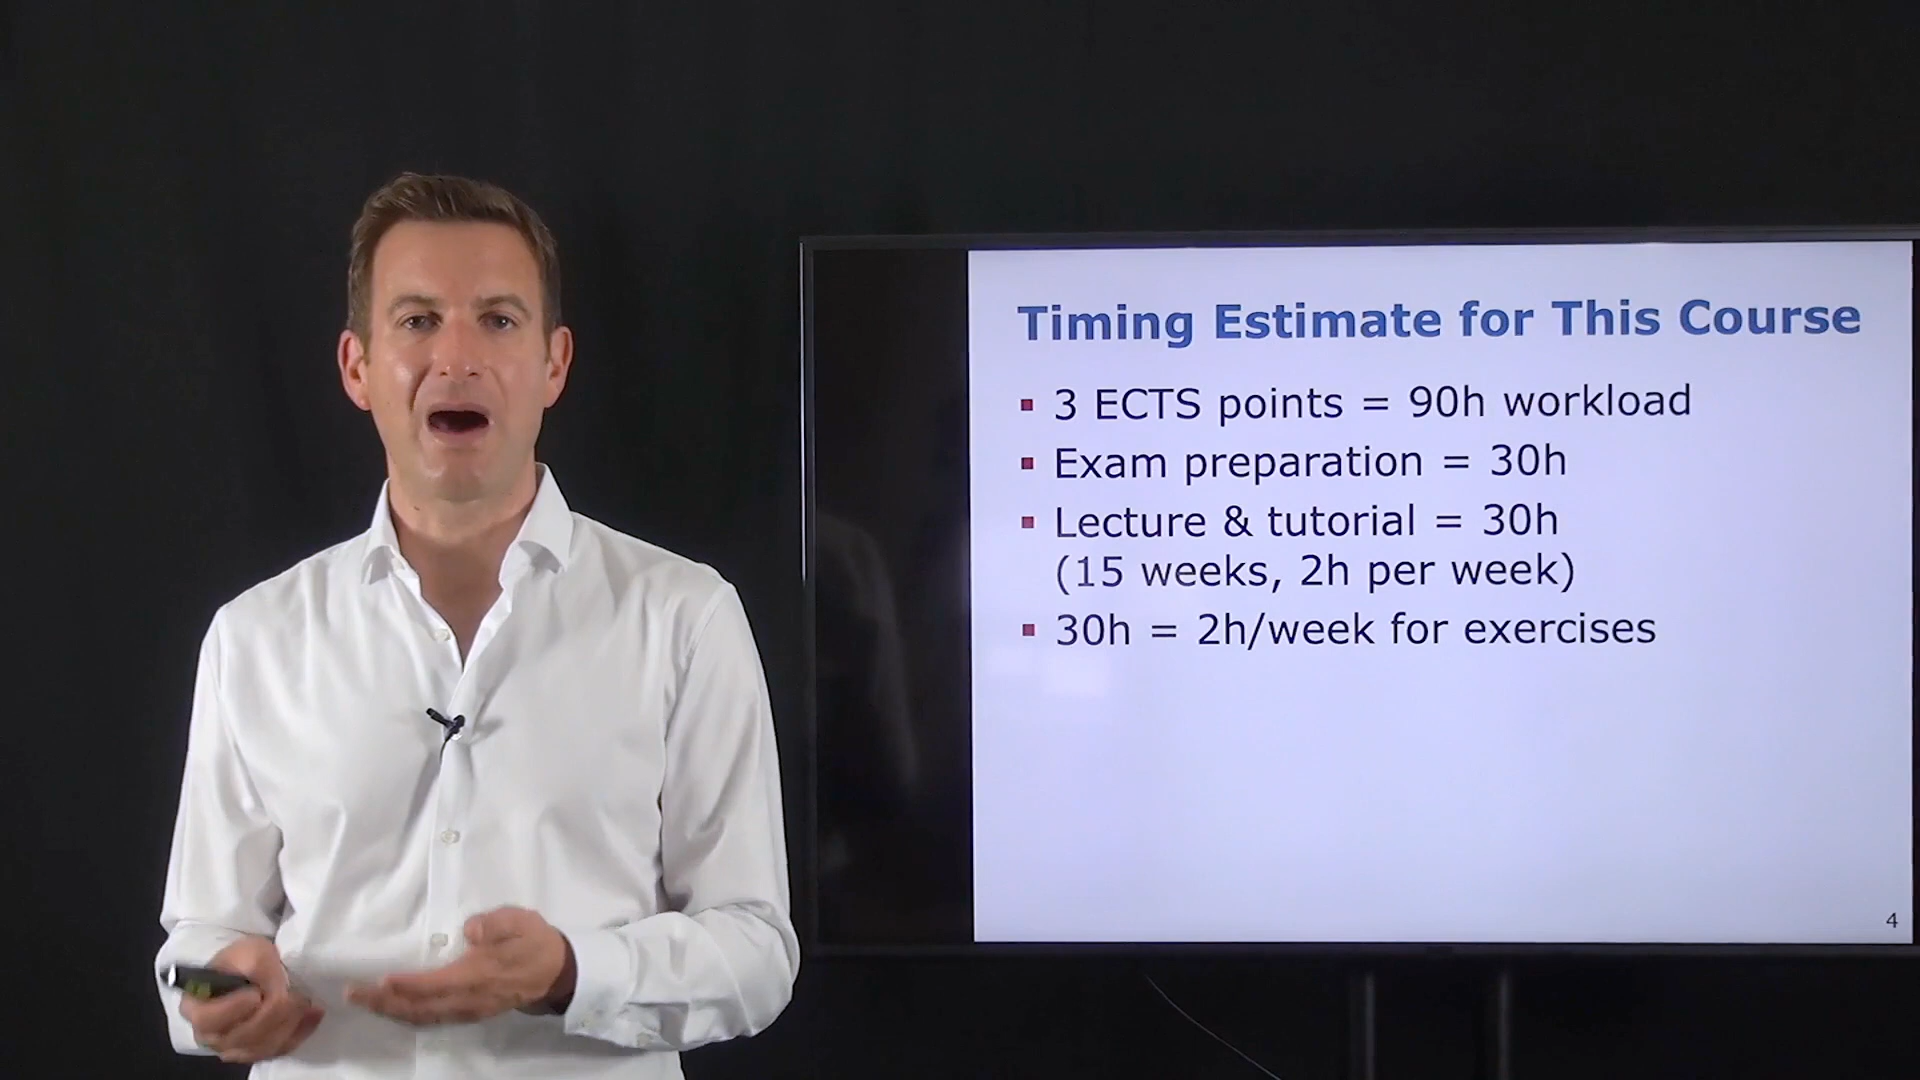 Timing Estimate for This Course
▪ 3 ECTS points = 90h workload
▪ Exam preparation = 30h
▪ Lecture & tutorial = 30h
(15 weeks, 2h per week)
▪ 30h = 2h/week for exercises
4